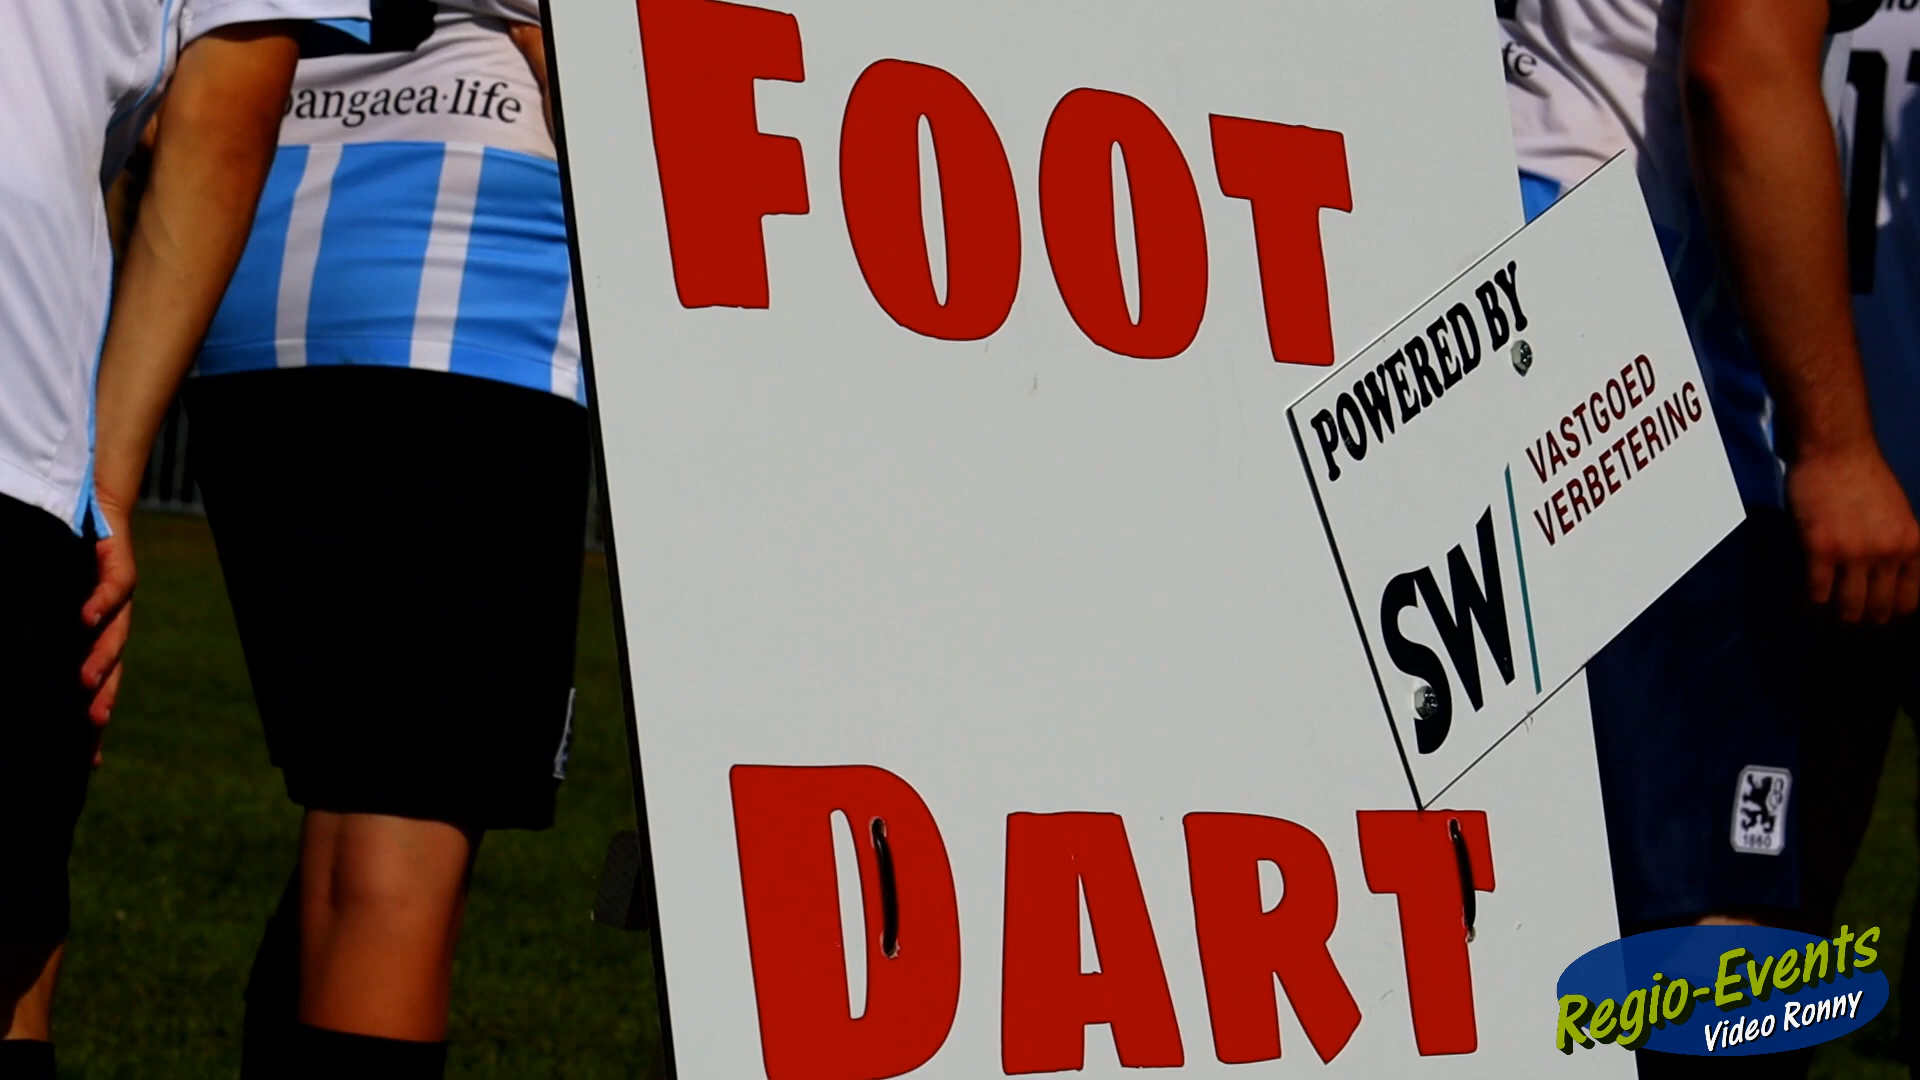 pangaea·life
FOOT
DART
POWERED BY
SW
VASTGOED
VERBETERING
1860
Regio-Events
Video Ronny